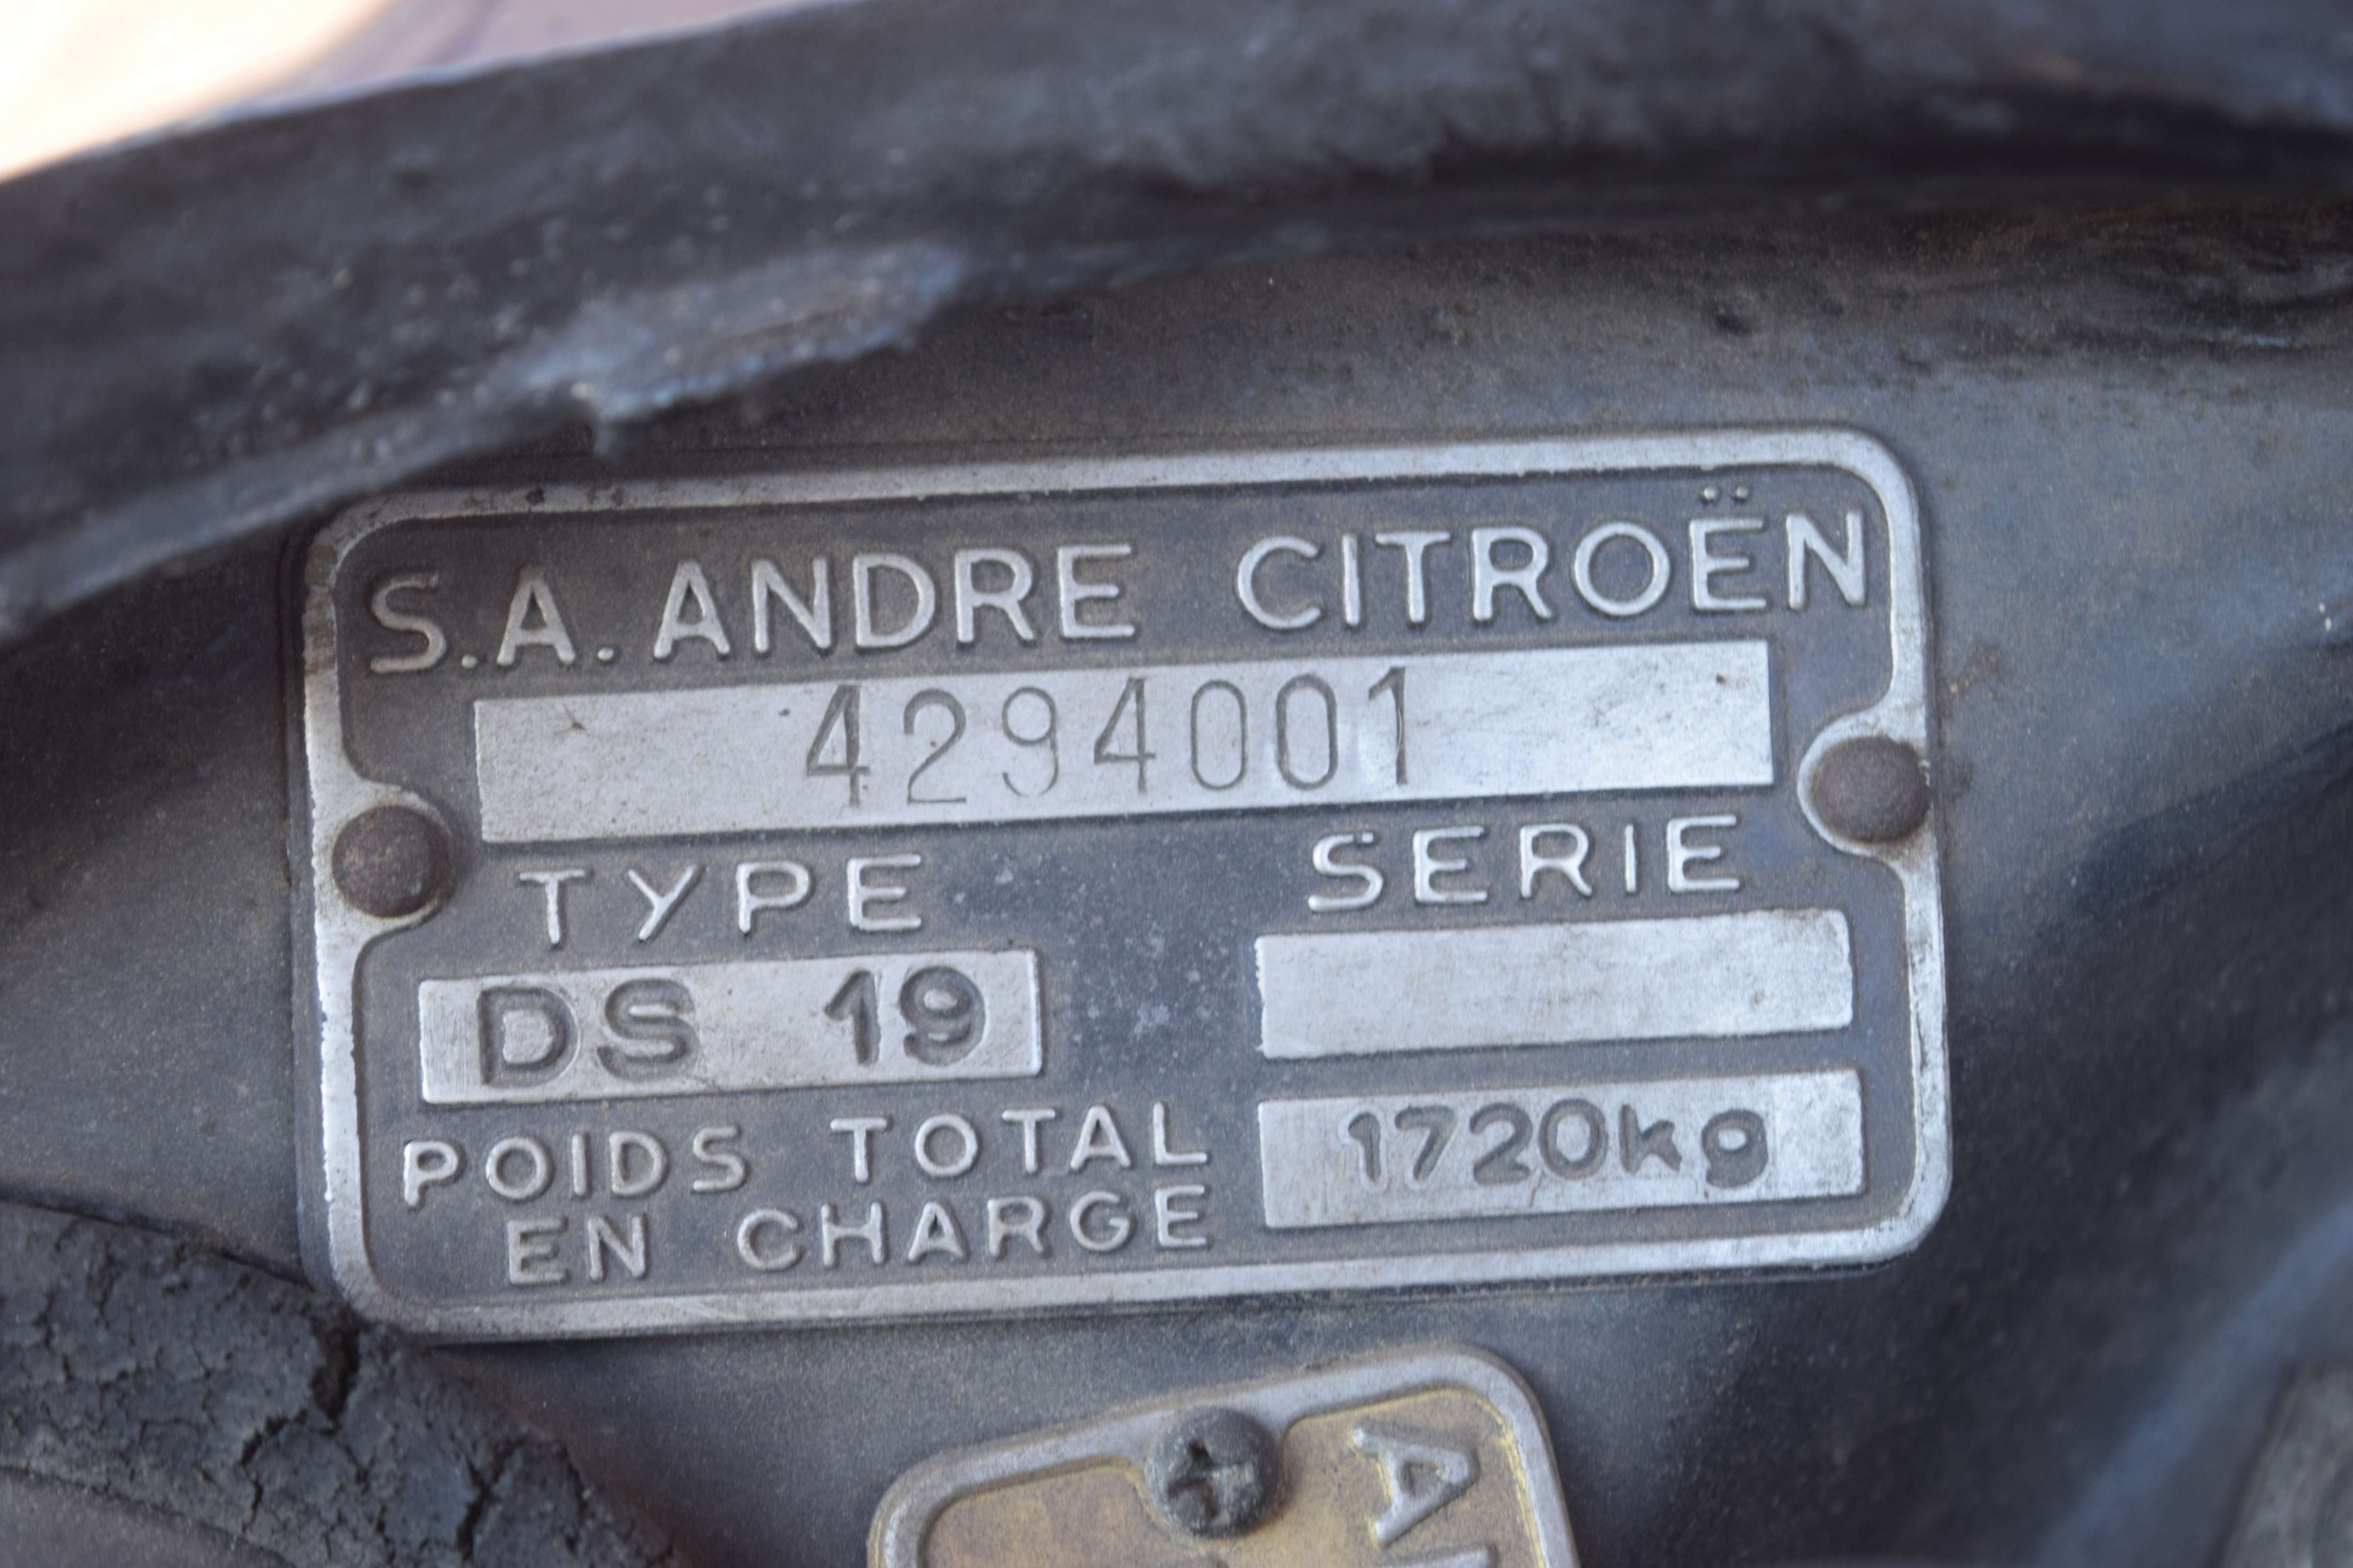 S.A. ANDRE CITROËN
4294001
TYPE SERIE
DS 19
POIDS TOTAL
EN CHARGE 1720kg